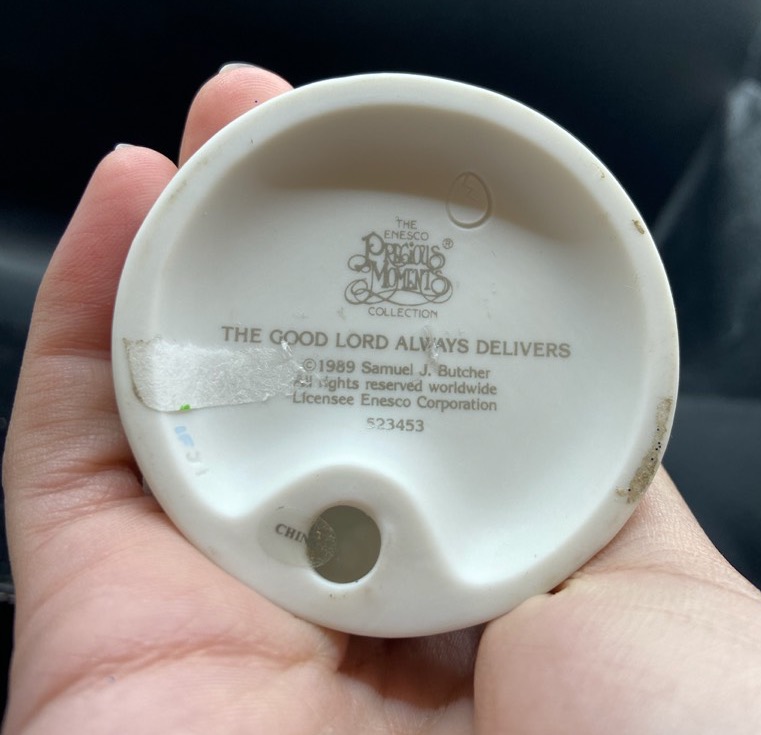 THE
ENESCO
PRECIOUS®
MOMENTS
COLLECTION
THE GOOD LORD ALWAYS DELIVERS
©1989 Samuel J. Butcher
All rights reserved worldwide
Licensee Enesco Corporation
523453
CHIN